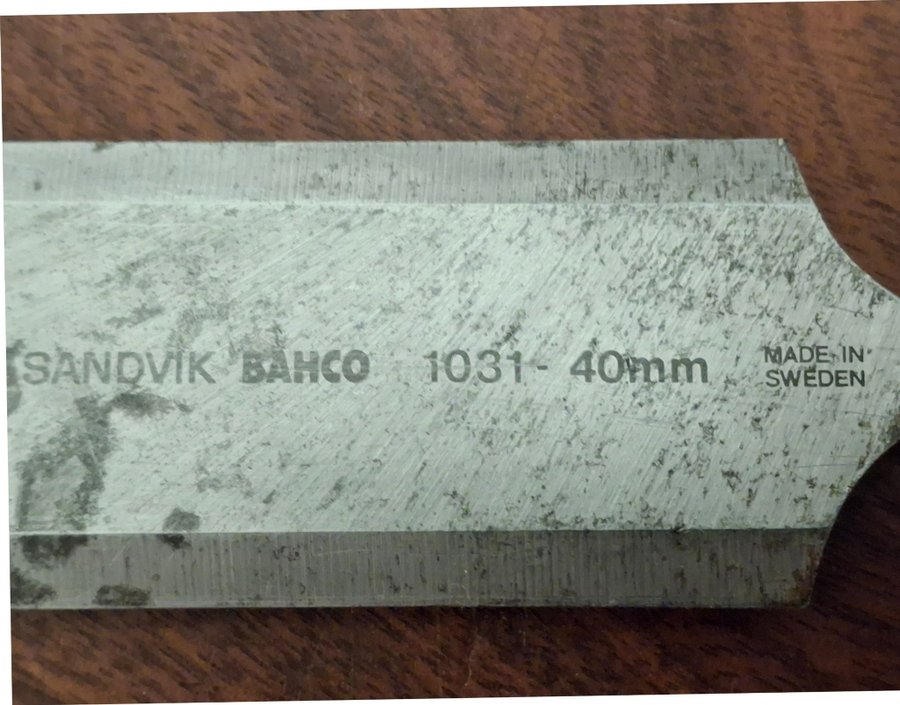 SANDVIK BAHCO 1031 - 40mm
MADE IN
SWEDEN